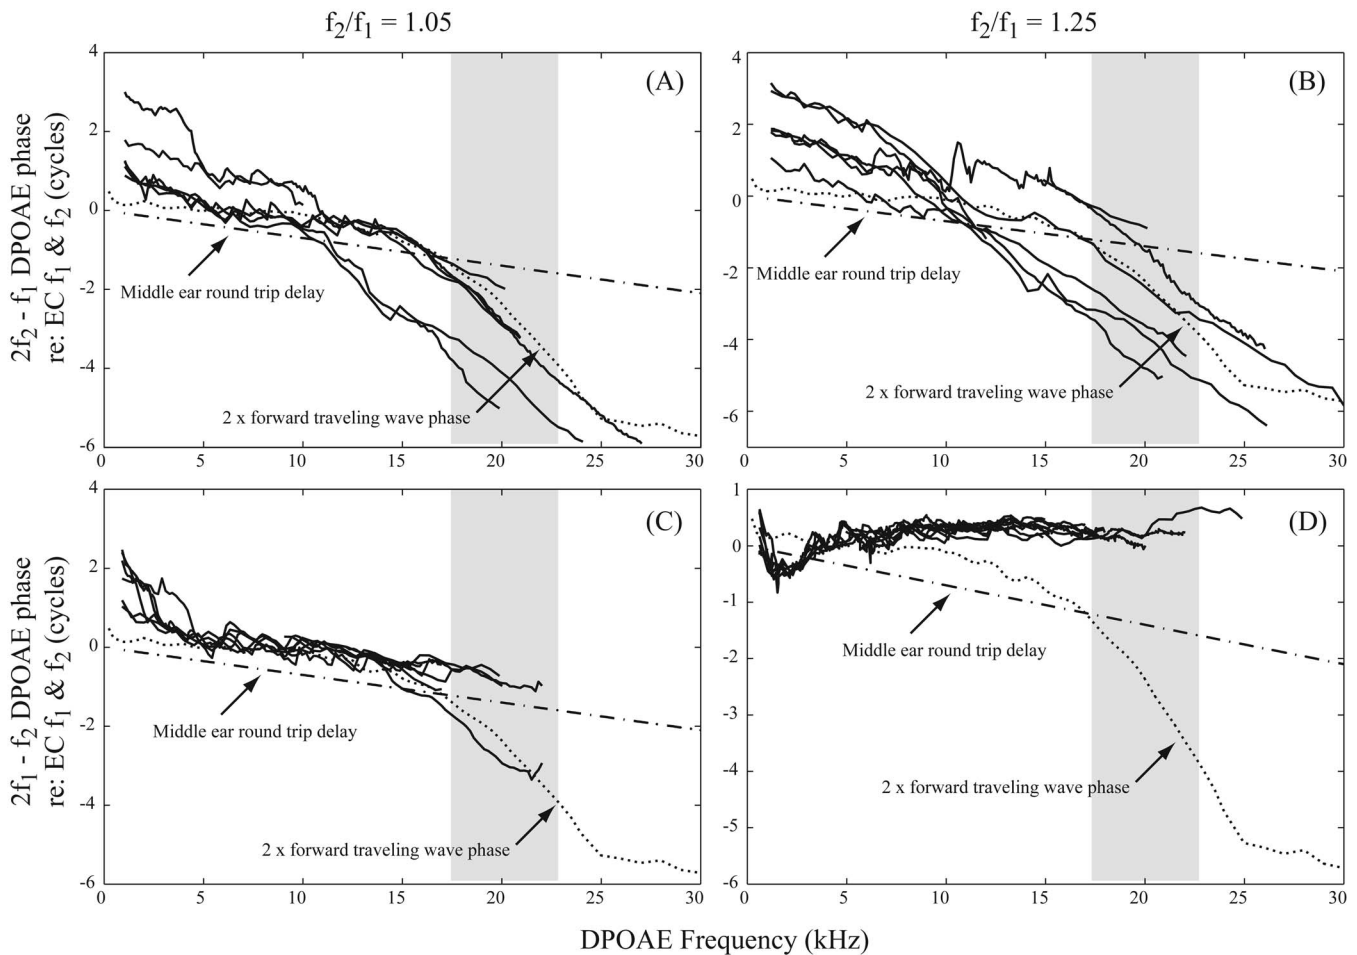 f2/f1 = 1.05
f2/f1 = 1.25
2f2 - f1 DPOAE phase
re: EC f1 & f2 (cycles)
4
2
0
-2
-4
-6
(A)
Middle ear round trip delay
2 x forward traveling wave phase
0 5 10 15 20 25 30
4
2
0
-2
-4
-6
(B)
Middle ear round trip delay
2 x forward traveling wave phase
0 5 10 15 20 25 30
2f1 - f2 DPOAE phase
re: EC f1 & f2 (cycles)
4
2
0
-2
-4
-6
(C)
Middle ear round trip delay
2 x forward traveling wave phase
0 5 10 15 20 25 30
1
0
-1
-2
-3
-4
-5
-6
(D)
Middle ear round trip delay
2 x forward traveling wave phase
0 5 10 15 20 25 30
DPOAE Frequency (kHz)